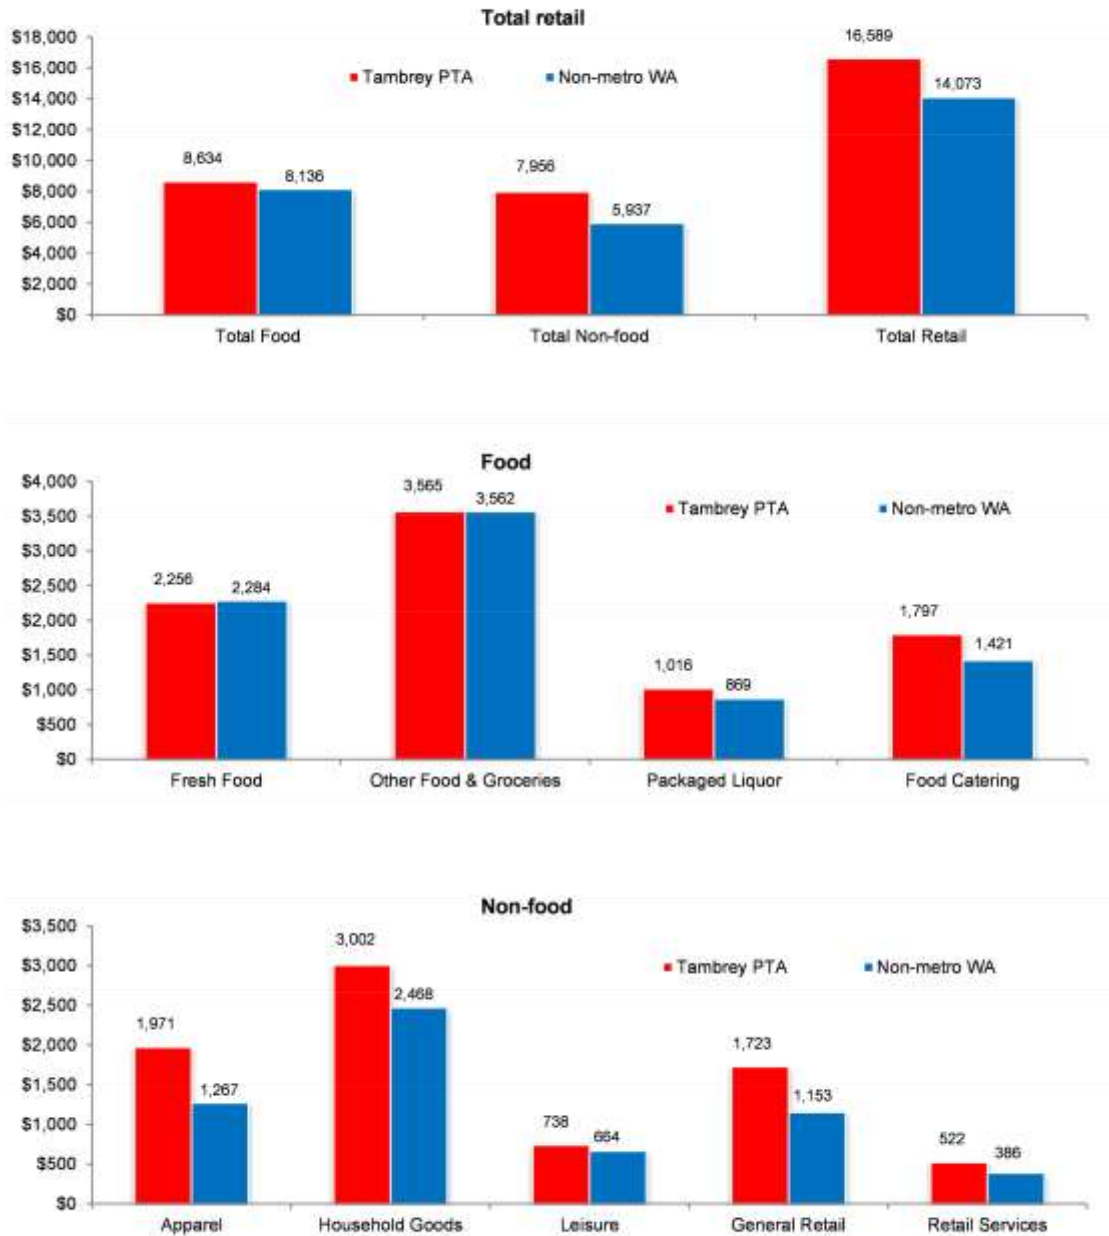 Total retail
$18,000
$16,000
$14,000
$12,000
$10,000
$8,000
$6,000
$4,000
$2,000
$0
Tambrey PTA Non-metro WA
8,634 8,136 7,956 5,937 16,589 14,073
Total Food Total Non-food Total Retail
Food
$4,000
$3,500
$3,000
$2,500
$2,000
$1,500
$1,000
$500
$0
Tambrey PTA Non-metro WA
2,256 2,284 3,565 3,562 1,016 869 1,797 1,421
Fresh Food Other Food & Groceries Packaged Liquor Food Catering
Non-food
$3,500
$3,000
$2,500
$2,000
$1,500
$1,000
$500
$0
Tambrey PTA Non-metro WA
1,971 1,267 3,002 2,468 738 664 1,723 1,153 522 386
Apparel Household Goods Leisure General Retail Retail Services